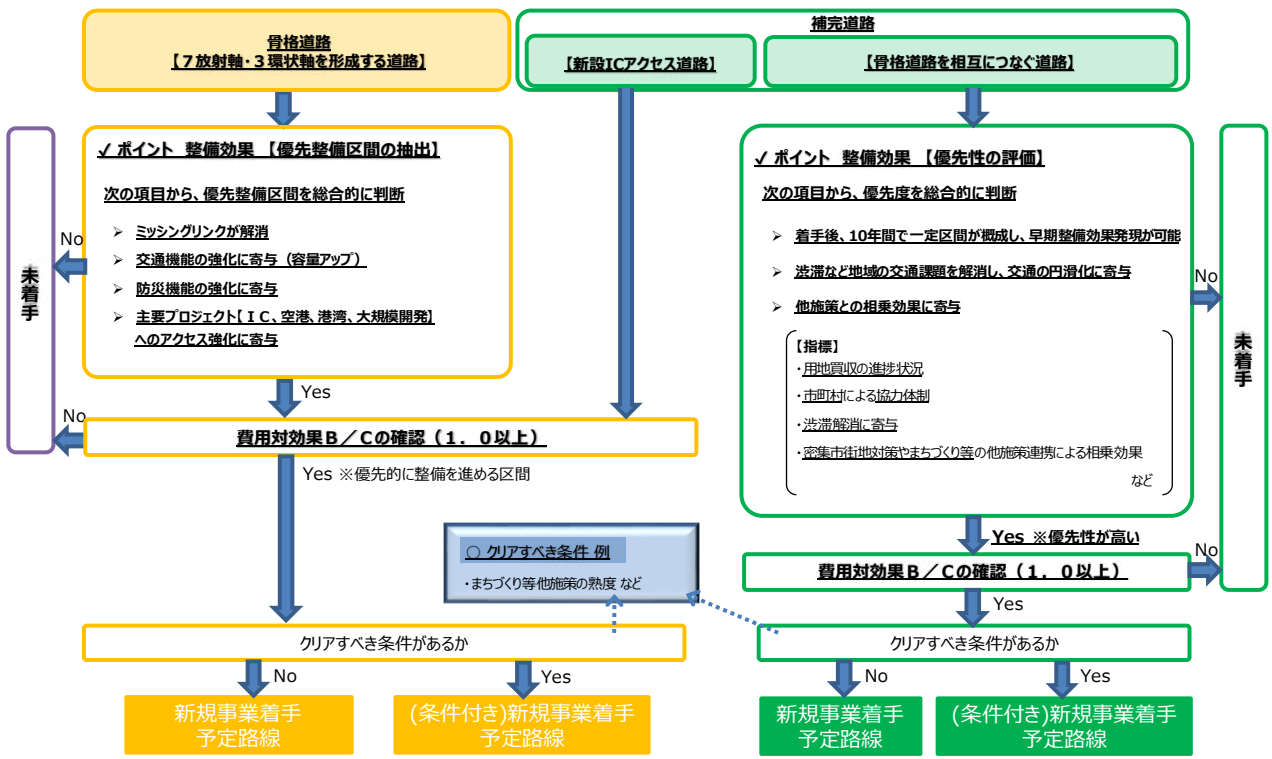 骨格道路
【７放射軸・３環状軸を形成する道路】
補完道路
【新設ICアクセス道路】
【骨格道路を相互につなぐ道路】
✓ ポイント 整備効果 【優先整備区間の抽出】
次の項目から、優先整備区間を総合的に判断
➢ ミッシングリンクが解消
➢ 交通機能の強化に寄与（容量アップ）
➢ 防災機能の強化に寄与
➢ 主要プロジェクト【ＩＣ、空港、港湾、大規模開発】
へのアクセス強化に寄与
No
未着手
Yes
No
費用対効果Ｂ／Ｃの確認（１．０以上）
Yes ※優先的に整備を進める区間
✓ ポイント 整備効果 【優先性の評価】
次の項目から、優先度を総合的に判断
➢ 着手後、10年間で一定区間が概成し、早期整備効果発現が可能
➢ 渋滞など地域の交通課題を解消し、交通の円滑化に寄与
➢ 他施策との相乗効果に寄与
【指標】
・用地買収の進捗状況
・市町村による協力体制
・渋滞解消に寄与
・密集市街地対策やまちづくり等の他施策連携による相乗効果
など
No
未着手
Yes ※優先性が高い
No
費用対効果Ｂ／Ｃの確認（１．０以上）
Yes
○ クリアすべき条件 例
・まちづくり等他施策の熟度 など
クリアすべき条件があるか
No
Yes
新規事業着手
予定路線
(条件付き)新規事業着手
予定路線
クリアすべき条件があるか
No
Yes
新規事業着手
予定路線
(条件付き)新規事業着手
予定路線